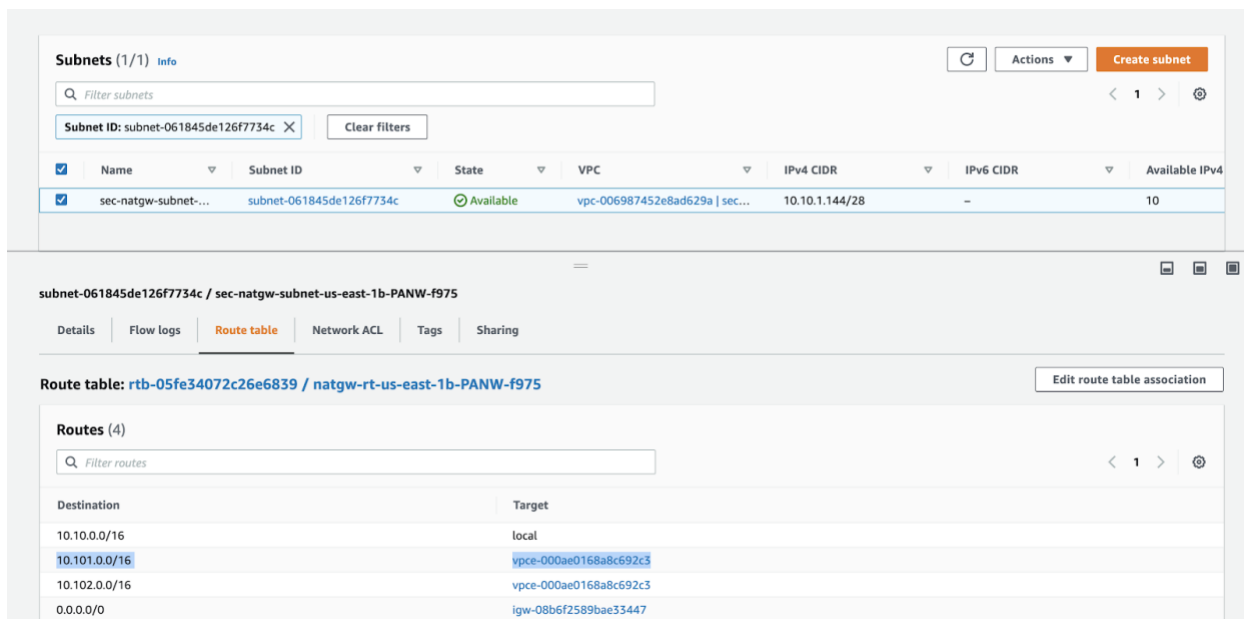 Subnets (1/1) Info
Actions ▼ Create subnet
Filter subnets
1
Subnet ID: subnet-061845de126f7734c
Clear filters
Name Subnet ID State VPC IPv4 CIDR IPv6 CIDR Available IPv4
sec-natgw-subnet-... subnet-061845de126f7734c Available vpc-006987452e8ad629a | sec... 10.10.1.144/28 – 10
subnet-061845de126f7734c / sec-natgw-subnet-us-east-1b-PANW-f975
Details Flow logs Route table Network ACL Tags Sharing
Route table: rtb-05fe34072c26e6839 / natgw-rt-us-east-1b-PANW-f975
Edit route table association
Routes (4)
Filter routes
1
Destination Target
10.10.0.0/16 local
10.101.0.0/16 vpce-000ae0168a8c692c3
10.102.0.0/16 vpce-000ae0168a8c692c3
0.0.0.0/0 igw-08b6f2589bae33447